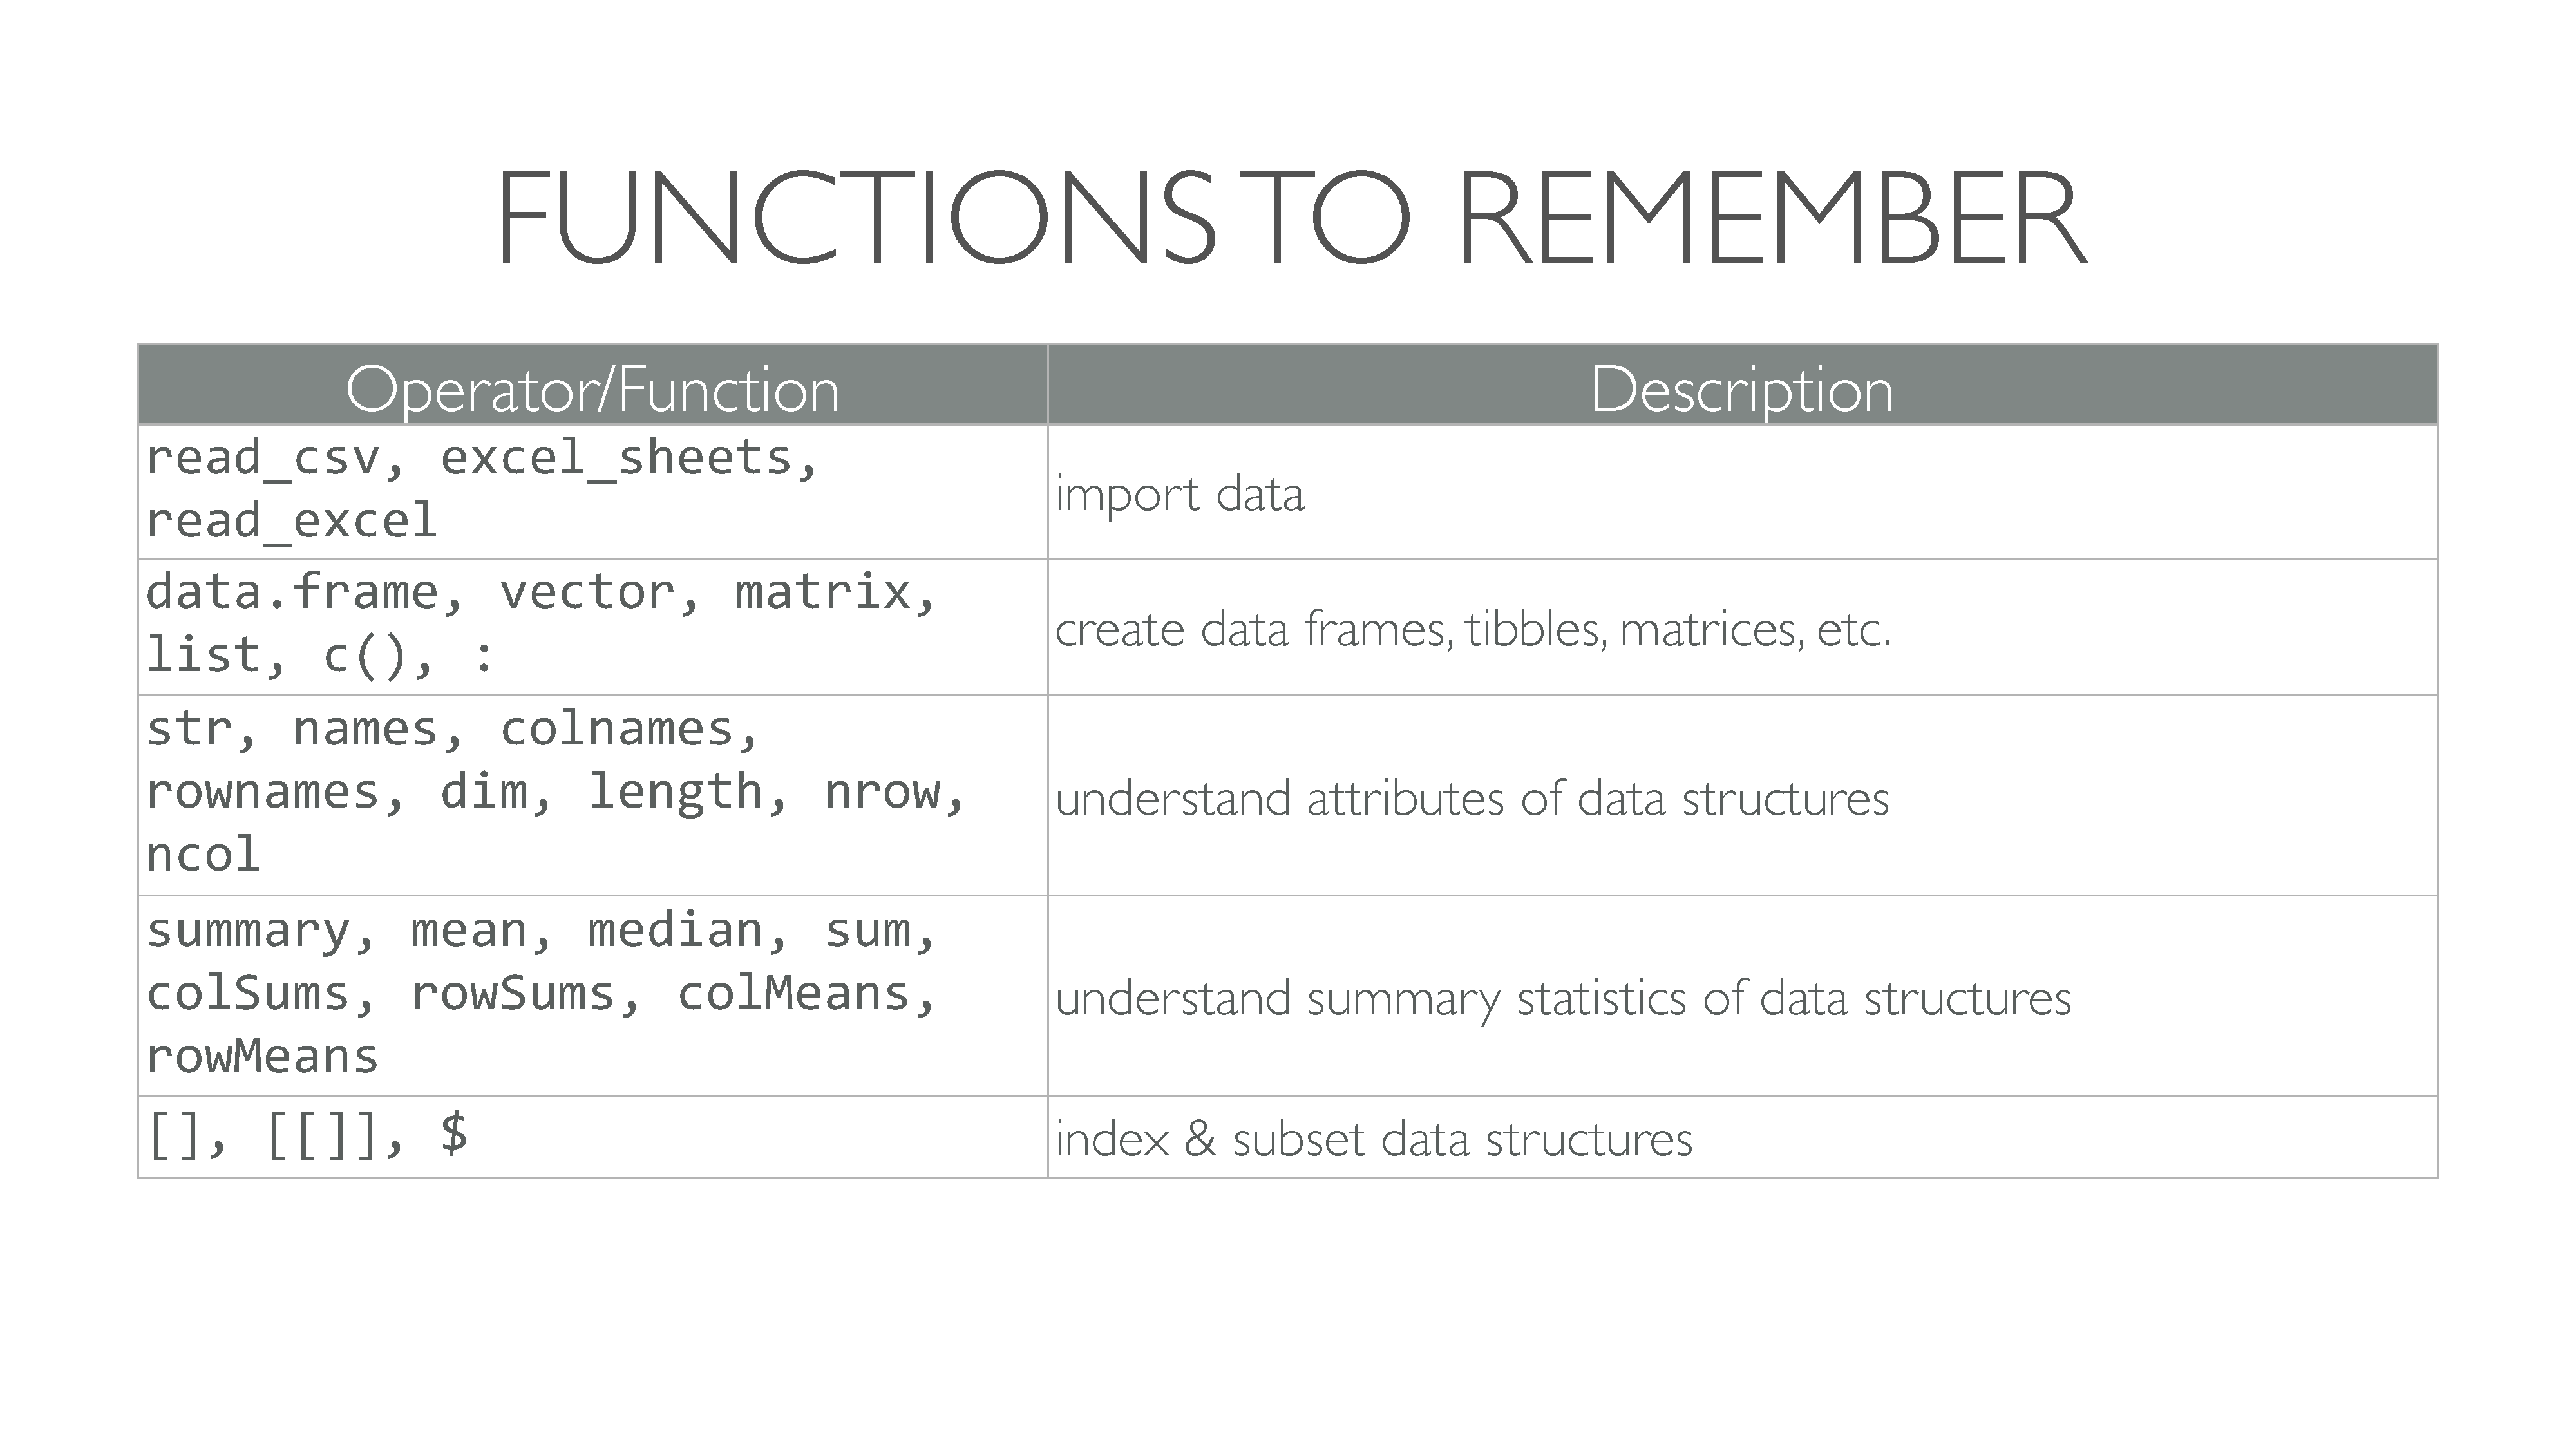 FUNCTIONS TO REMEMBER
Operator/Function
Description
read_csv, excel_sheets,
read_excel
import data
data.frame, vector, matrix,
list, c(), :
create data frames, tibbles, matrices, etc.
str, names, colnames,
rownames, dim, length, nrow,
ncol
understand attributes of data structures
summary, mean, median, sum,
colSums, rowSums, colMeans,
rowMeans
understand summary statistics of data structures
[], [[]], $
index & subset data structures